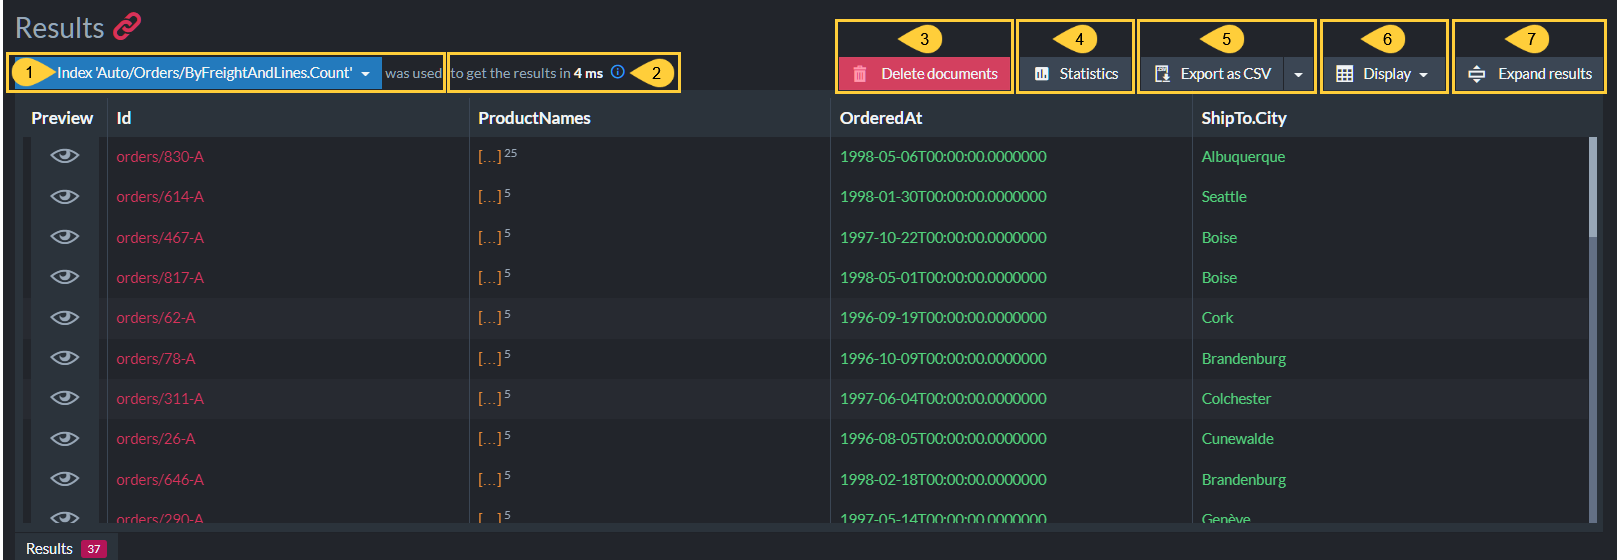 Results
3 4 5 6 7
1 Index 'Auto/Orders/ByFreightAndLines.Count' was used to get the results in 4 ms 2 Delete documents Statistics Export as CSV Display Expand results
Preview Id ProductNames OrderedAt ShipTo.City
orders/830-A [...] 25 1998-05-06T00:00:00.0000000 Albuquerque
orders/614-A [...] 5 1998-01-30T00:00:00.0000000 Seattle
orders/467-A [...] 5 1997-10-22T00:00:00.0000000 Boise
orders/817-A [...] 5 1998-05-01T00:00:00.0000000 Boise
orders/62-A [...] 5 1996-09-19T00:00:00.0000000 Cork
orders/78-A [...] 5 1996-10-09T00:00:00.0000000 Brandenburg
orders/311-A [...] 5 1997-06-04T00:00:00.0000000 Colchester
orders/26-A [...] 5 1996-08-05T00:00:00.0000000 Cunewalde
orders/646-A [...] 5 1998-02-18T00:00:00.0000000 Brandenburg
orders/290-A [...] 5 1997-05-14T00:00:00.0000000 Genève
Results 37